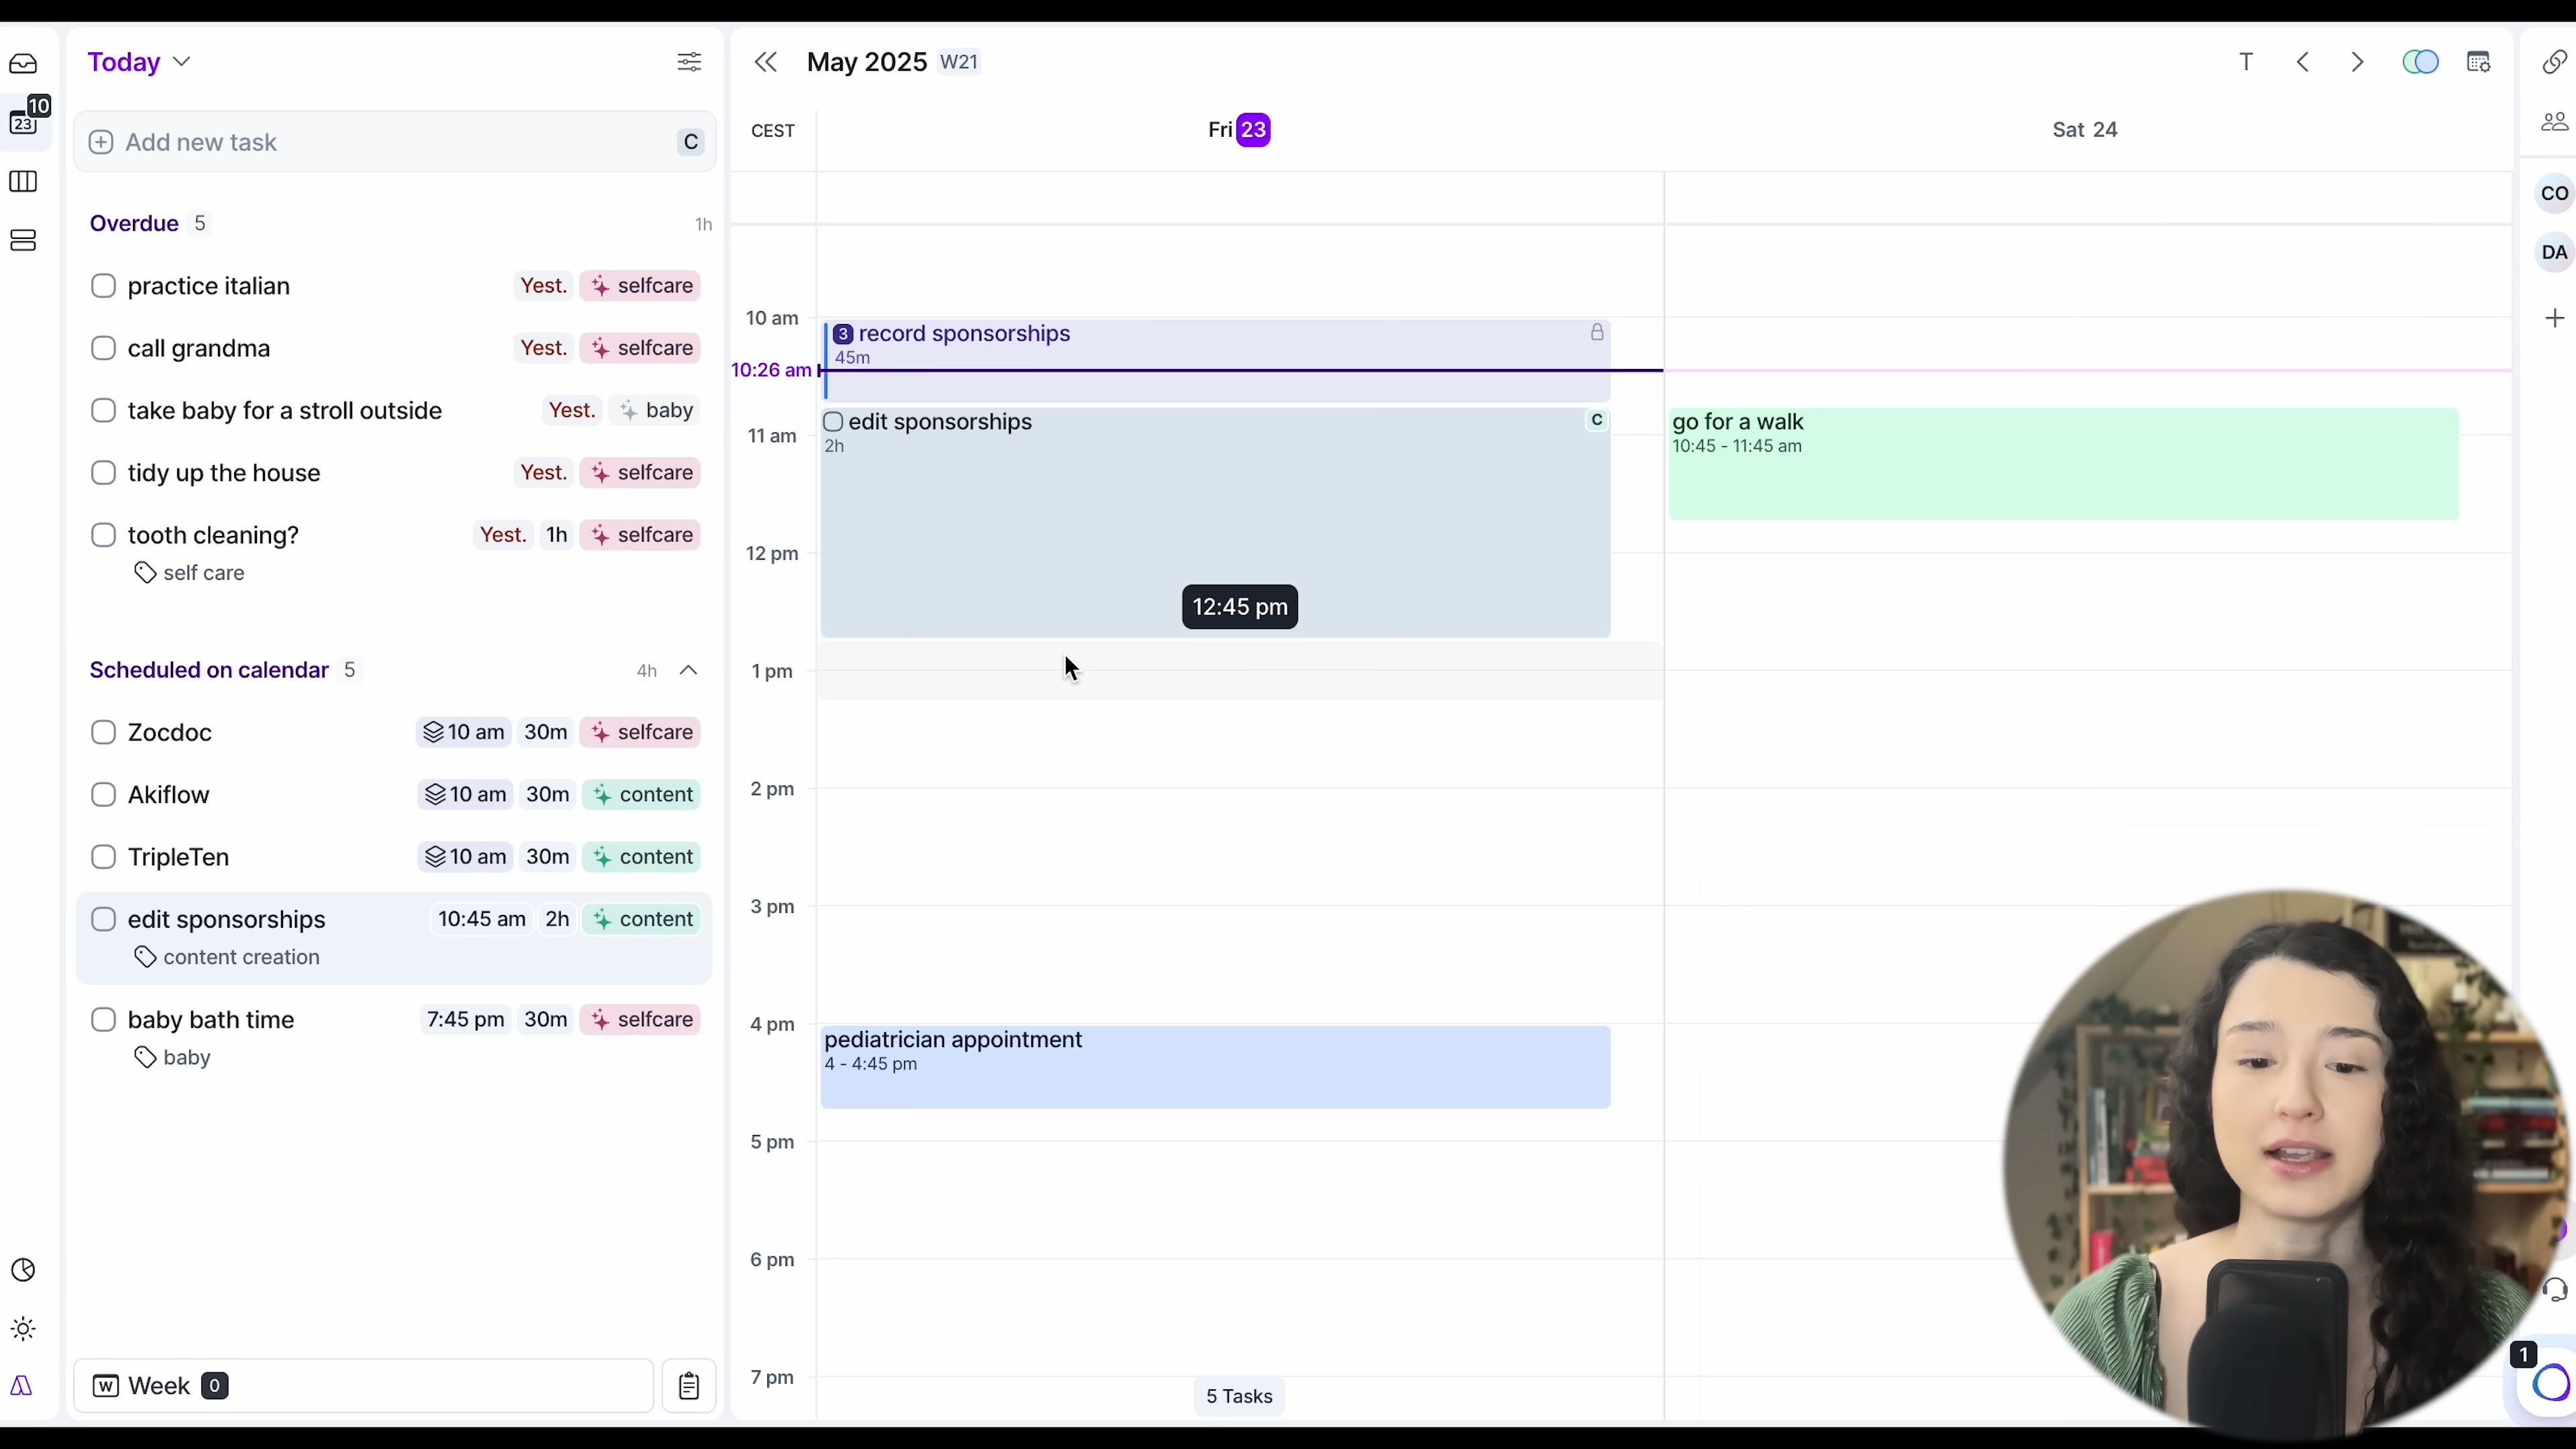 10
23
Today
Add new task C
Overdue 5 1h
practice italian Yest. selfcare
call grandma Yest. selfcare
take baby for a stroll outside Yest. baby
tidy up the house Yest. selfcare
tooth cleaning? Yest. 1h selfcare
self care
Scheduled on calendar 5 4h
Zocdoc 10 am 30m selfcare
Akiflow 10 am 30m content
TripleTen 10 am 30m content
edit sponsorships 10:45 am 2h content
content creation
baby bath time 7:45 pm 30m selfcare
baby
W Week 0
May 2025 W21 T
CEST Fri 23 Sat 24
10 am
3 record sponsorships
45m
10:26 am
edit sponsorships C
2h
go for a walk
10:45 - 11:45 am
11 am
12 pm
12:45 pm
1 pm
2 pm
3 pm
4 pm
pediatrician appointment
4 - 4:45 pm
5 pm
6 pm
7 pm
5 Tasks
CO
DA
1